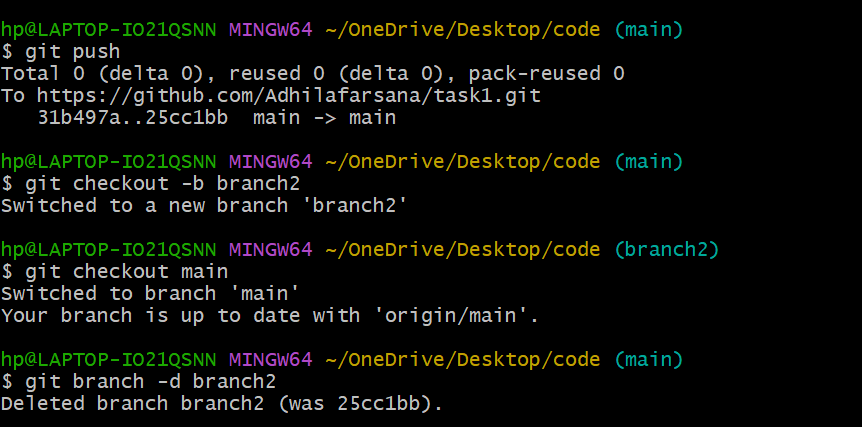 hp@LAPTOP-IO21QSNN MINGW64 ~/OneDrive/Desktop/code (main)
$ git push
Total 0 (delta 0), reused 0 (delta 0), pack-reused 0
To https://github.com/Adhilafarsana/task1.git
   31b497a..25cc1bb  main -> main

hp@LAPTOP-IO21QSNN MINGW64 ~/OneDrive/Desktop/code (main)
$ git checkout -b branch2
Switched to a new branch 'branch2'

hp@LAPTOP-IO21QSNN MINGW64 ~/OneDrive/Desktop/code (branch2)
$ git checkout main
Switched to branch 'main'
Your branch is up to date with 'origin/main'.

hp@LAPTOP-IO21QSNN MINGW64 ~/OneDrive/Desktop/code (main)
$ git branch -d branch2
Deleted branch branch2 (was 25cc1bb).